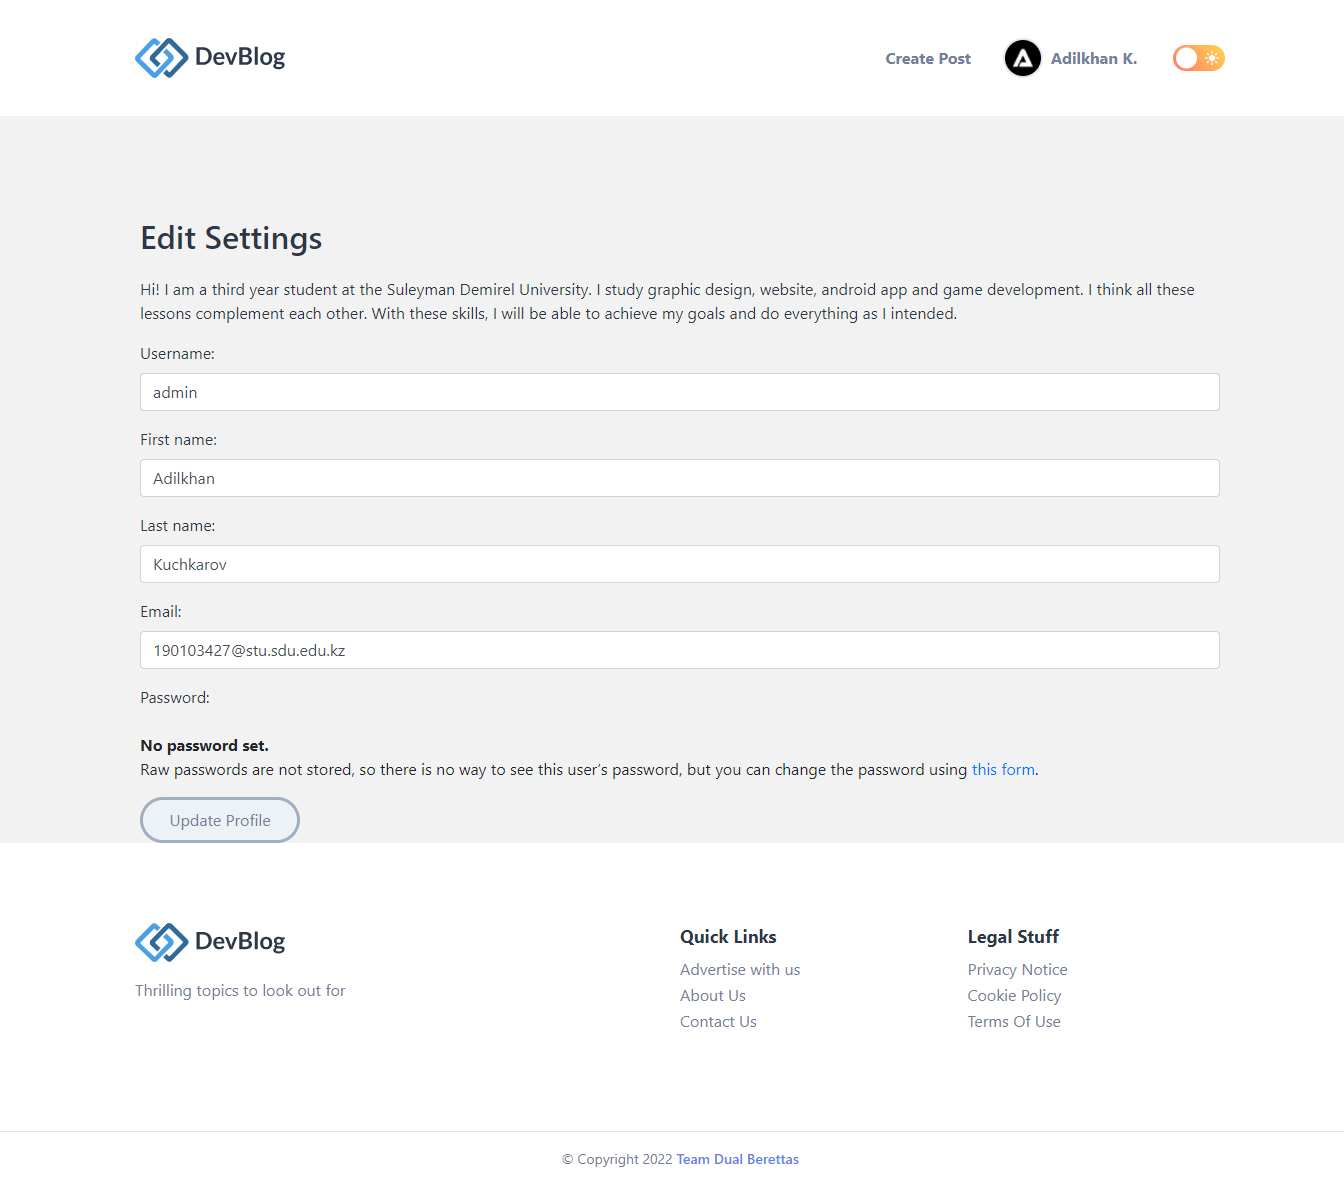 DevBlog
Create Post
Adilkhan K.
Edit Settings
Hi! I am a third year student at the Suleyman Demirel University. I study graphic design, website, android app and game development. I think all these
lessons complement each other. With these skills, I will be able to achieve my goals and do everything as I intended.
Username:
admin
First name:
Adilkhan
Last name:
Kuchkarov
Email:
190103427@stu.sdu.edu.kz
Password:
No password set.
Raw passwords are not stored, so there is no way to see this user’s password, but you can change the password using this form.
Update Profile
DevBlog
Thrilling topics to look out for
Quick Links
Advertise with us
About Us
Contact Us
Legal Stuff
Privacy Notice
Cookie Policy
Terms Of Use
© Copyright 2022 Team Dual Berettas